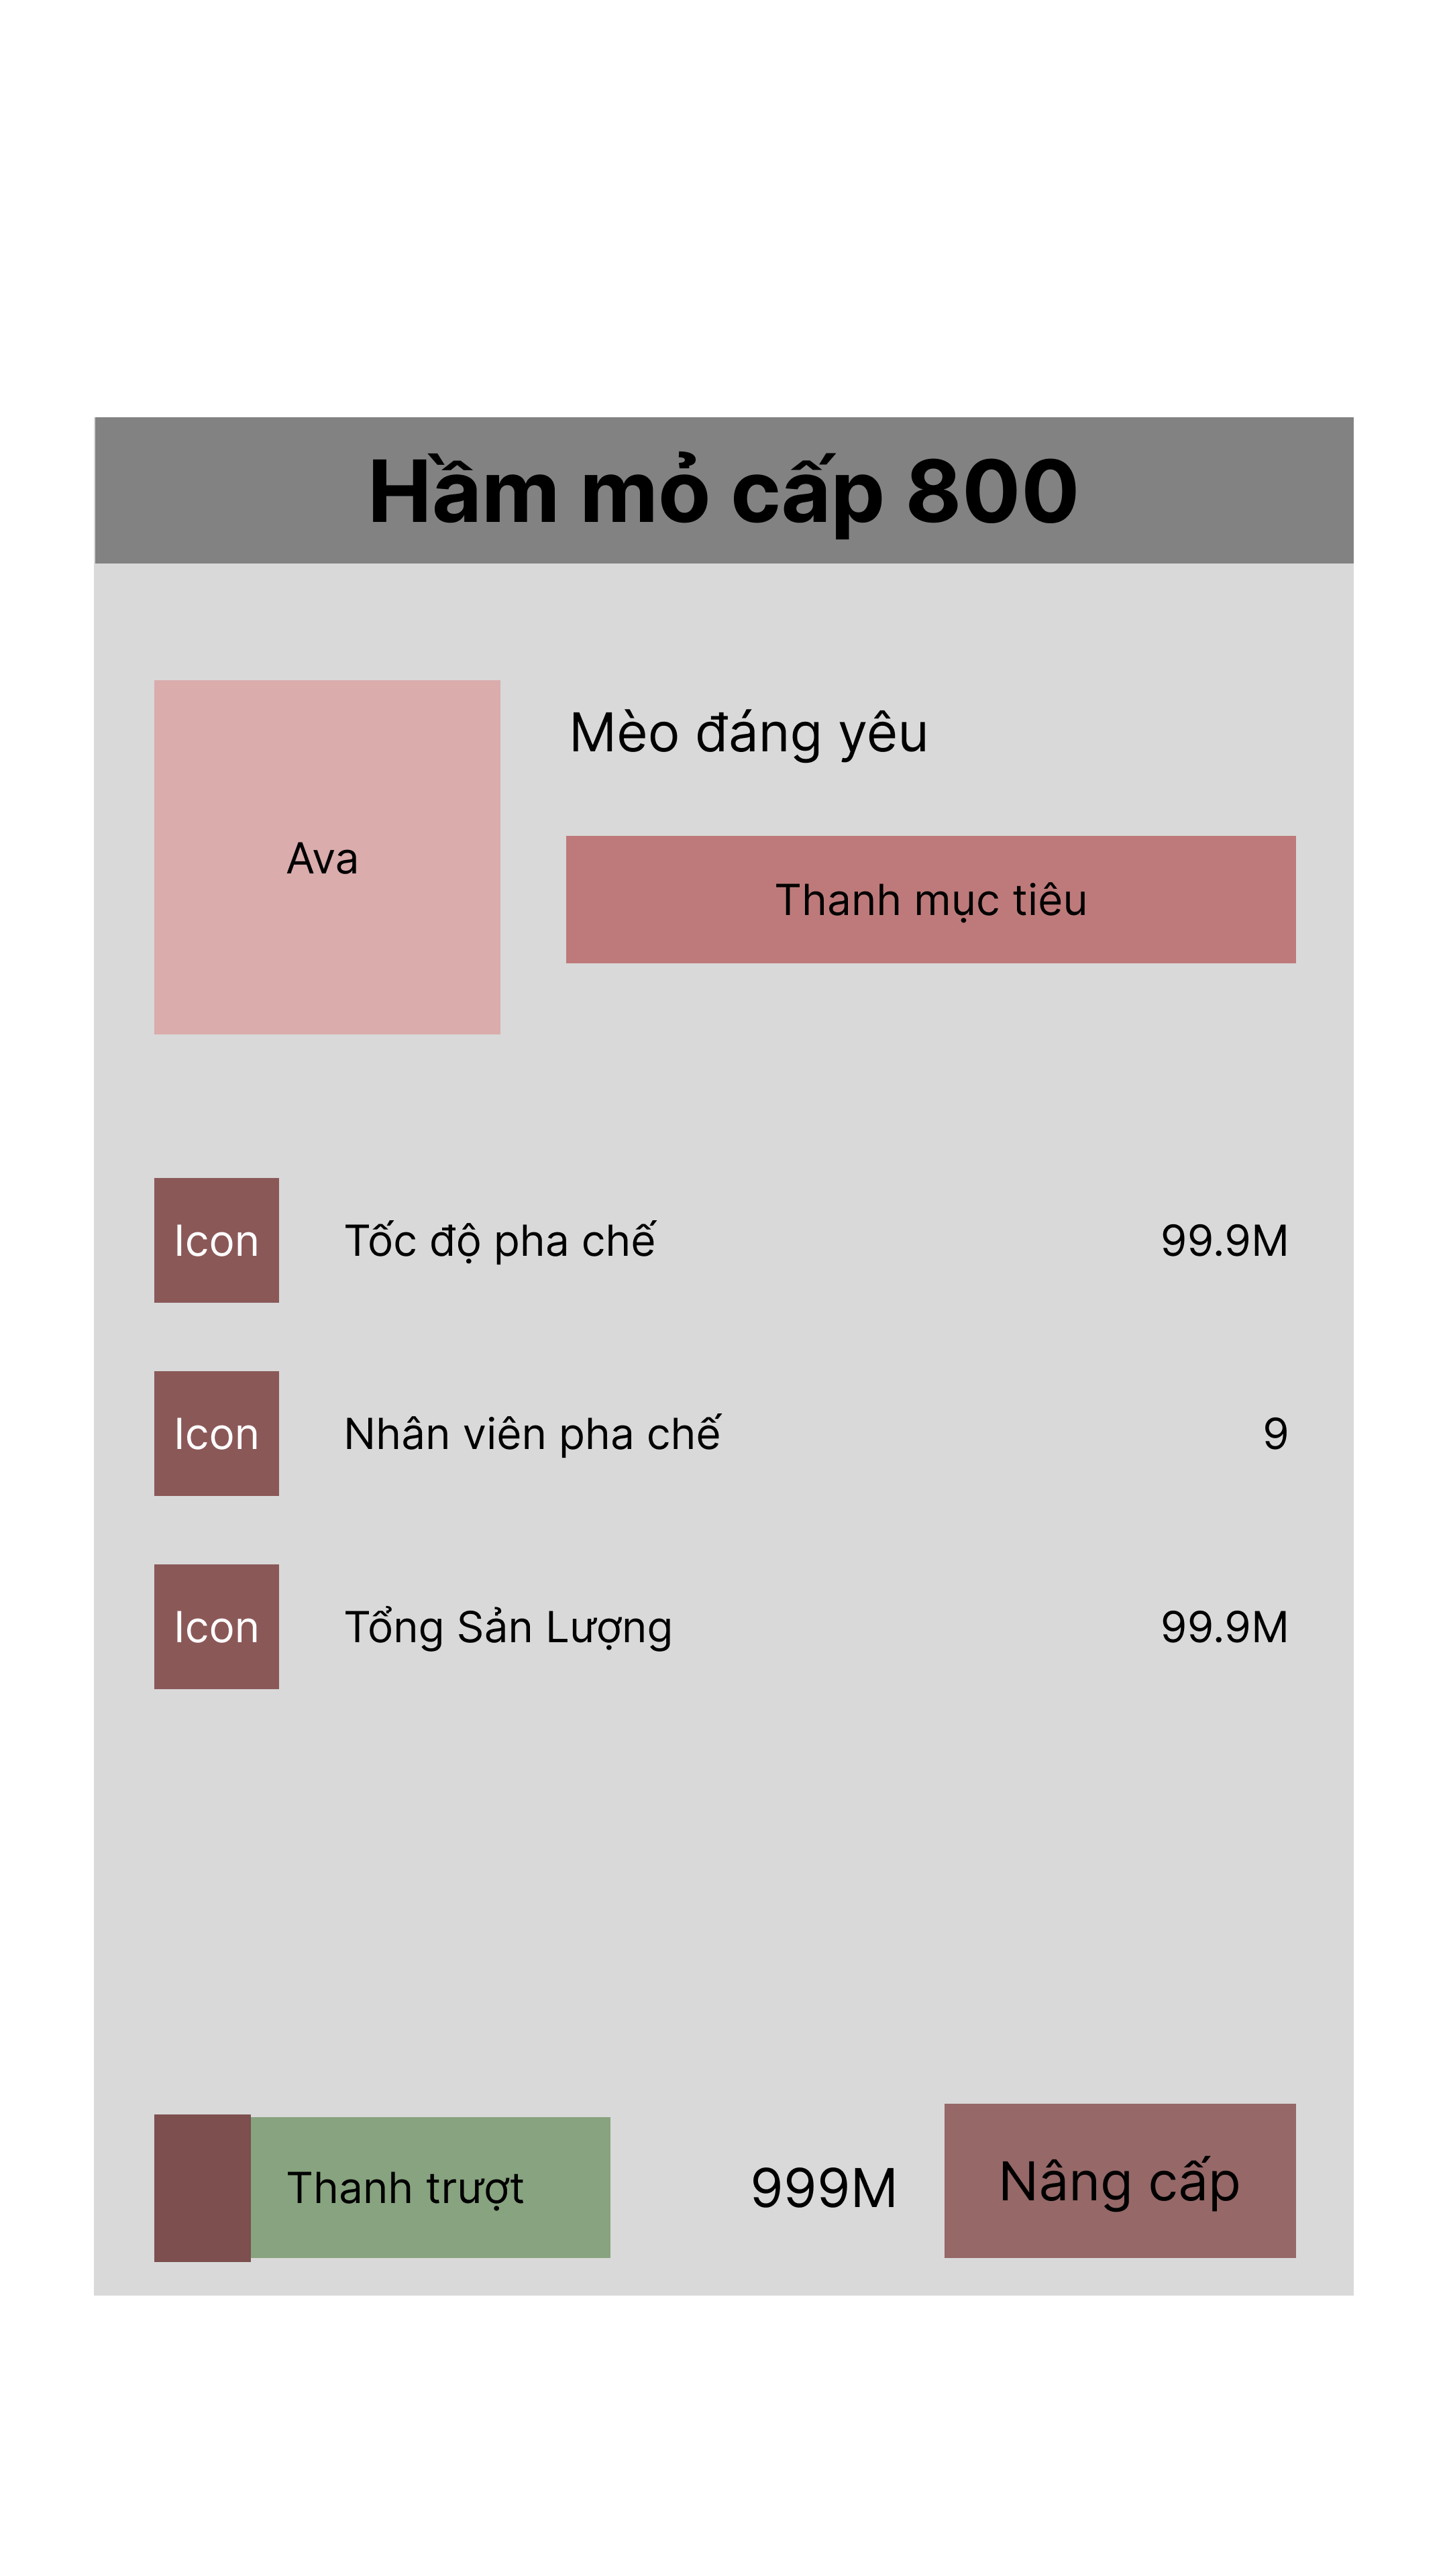 Hầm mỏ cấp 800
Mèo đáng yêu
Ava
Thanh mục tiêu
Icon Tốc độ pha chế 99.9M
Icon Nhân viên pha chế 9
Icon Tổng Sản Lượng 99.9M
Thanh trượt 999M Nâng cấp